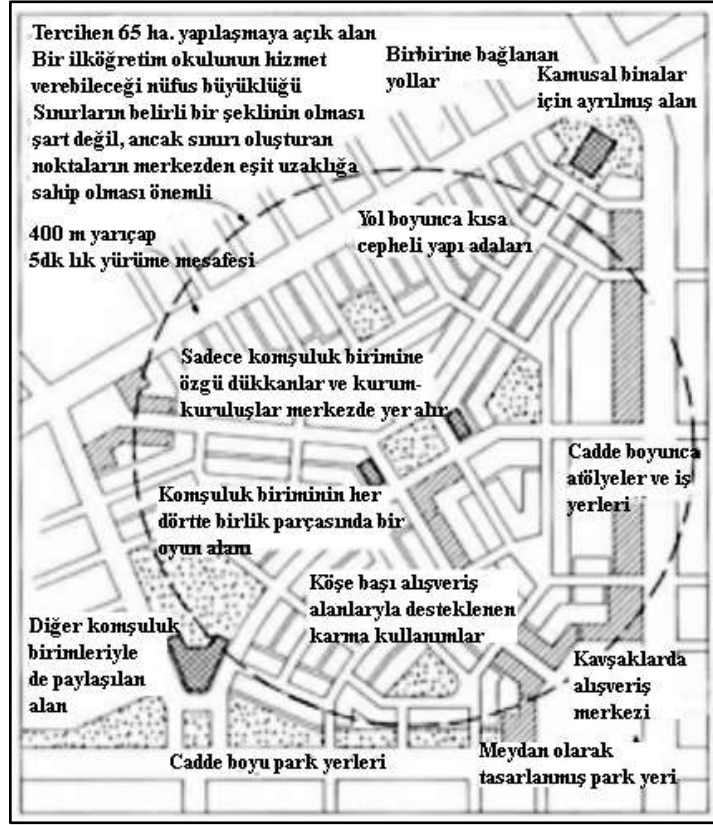 Tercihen 65 ha. yapılaşmaya açık alan
Bir ilköğretim okulunun hizmet
verebileceği nüfus büyüklüğü
Sınırların belirli bir şeklinin olması
şart değil, ancak sınırı oluşturan
noktaların merkezden eşit uzaklığa
sahip olması önemli
400 m yarıçap
5dk lık yürüme mesafesi
Birbirine bağlanan
yollar
Kamusal binalar
için ayrılmış alan
Yol boyunca kısa
cepheli yapı adaları
Sadece komşuluk birimine
özgü dükkanlar ve kurum-
kuruluşlar merkezde yer alır
Cadde boyunca
atölyeler ve iş
yerleri
Komşuluk biriminin her
dörtte birlik parçasında bir
oyun alanı
Köşe başı alışveriş
alanlaryla desteklenen
karma kullanımlar
Diğer komşuluk
birimleriyle
de paylaşılan
alan
Kavşaklarda
alışveriş
merkezi
Cadde boyu park yerleri
Meydan olarak
tasarlanmış park yeri